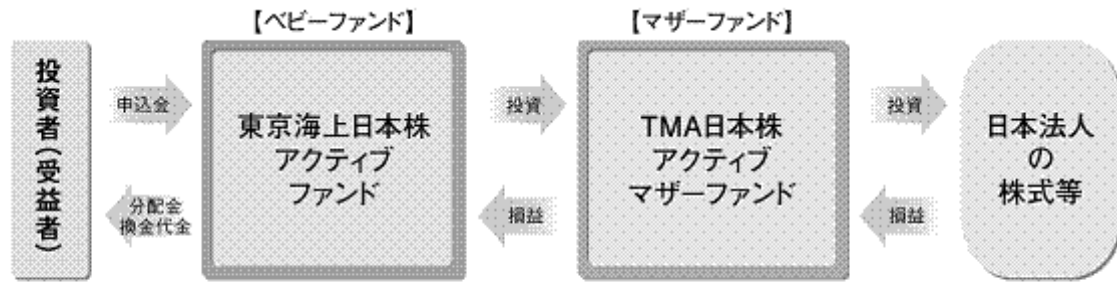 【ベビーファンド】
【マザーファンド】
投資者(受益者)
申込金
分配金
換金代金
東京海上日本株
アクティブ
ファンド
投資
損益
TMA日本株
アクティブ
マザーファンド
投資
損益
日本法人
の
株式等